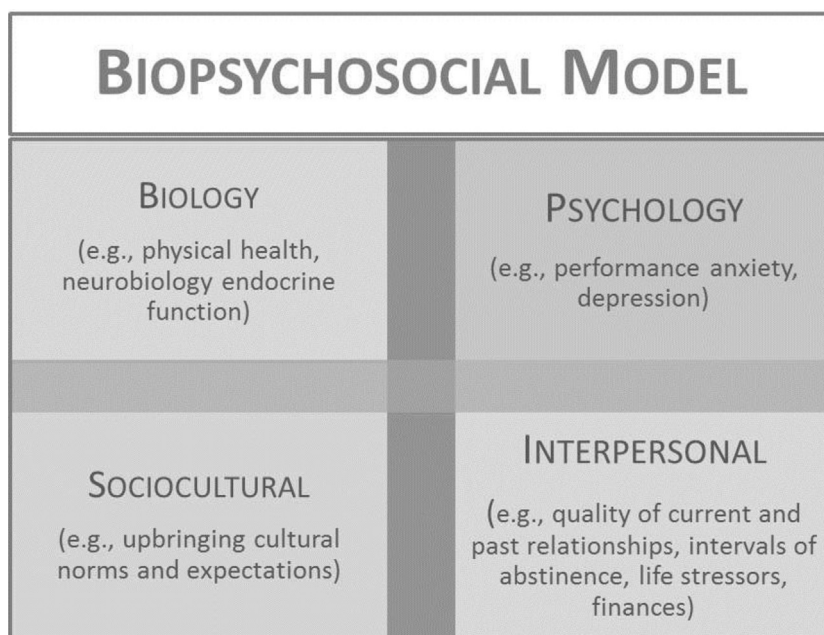 BIOPSYCHOSOCIAL MODEL
BIOLOGY
(e.g., physical health,
neurobiology endocrine
function)
PSYCHOLOGY
(e.g., performance anxiety,
depression)
SOCIOCULTURAL
(e.g., upbringing cultural
norms and expectations)
INTERPERSONAL
(e.g., quality of current and
past relationships, intervals of
abstinence, life stressors,
finances)